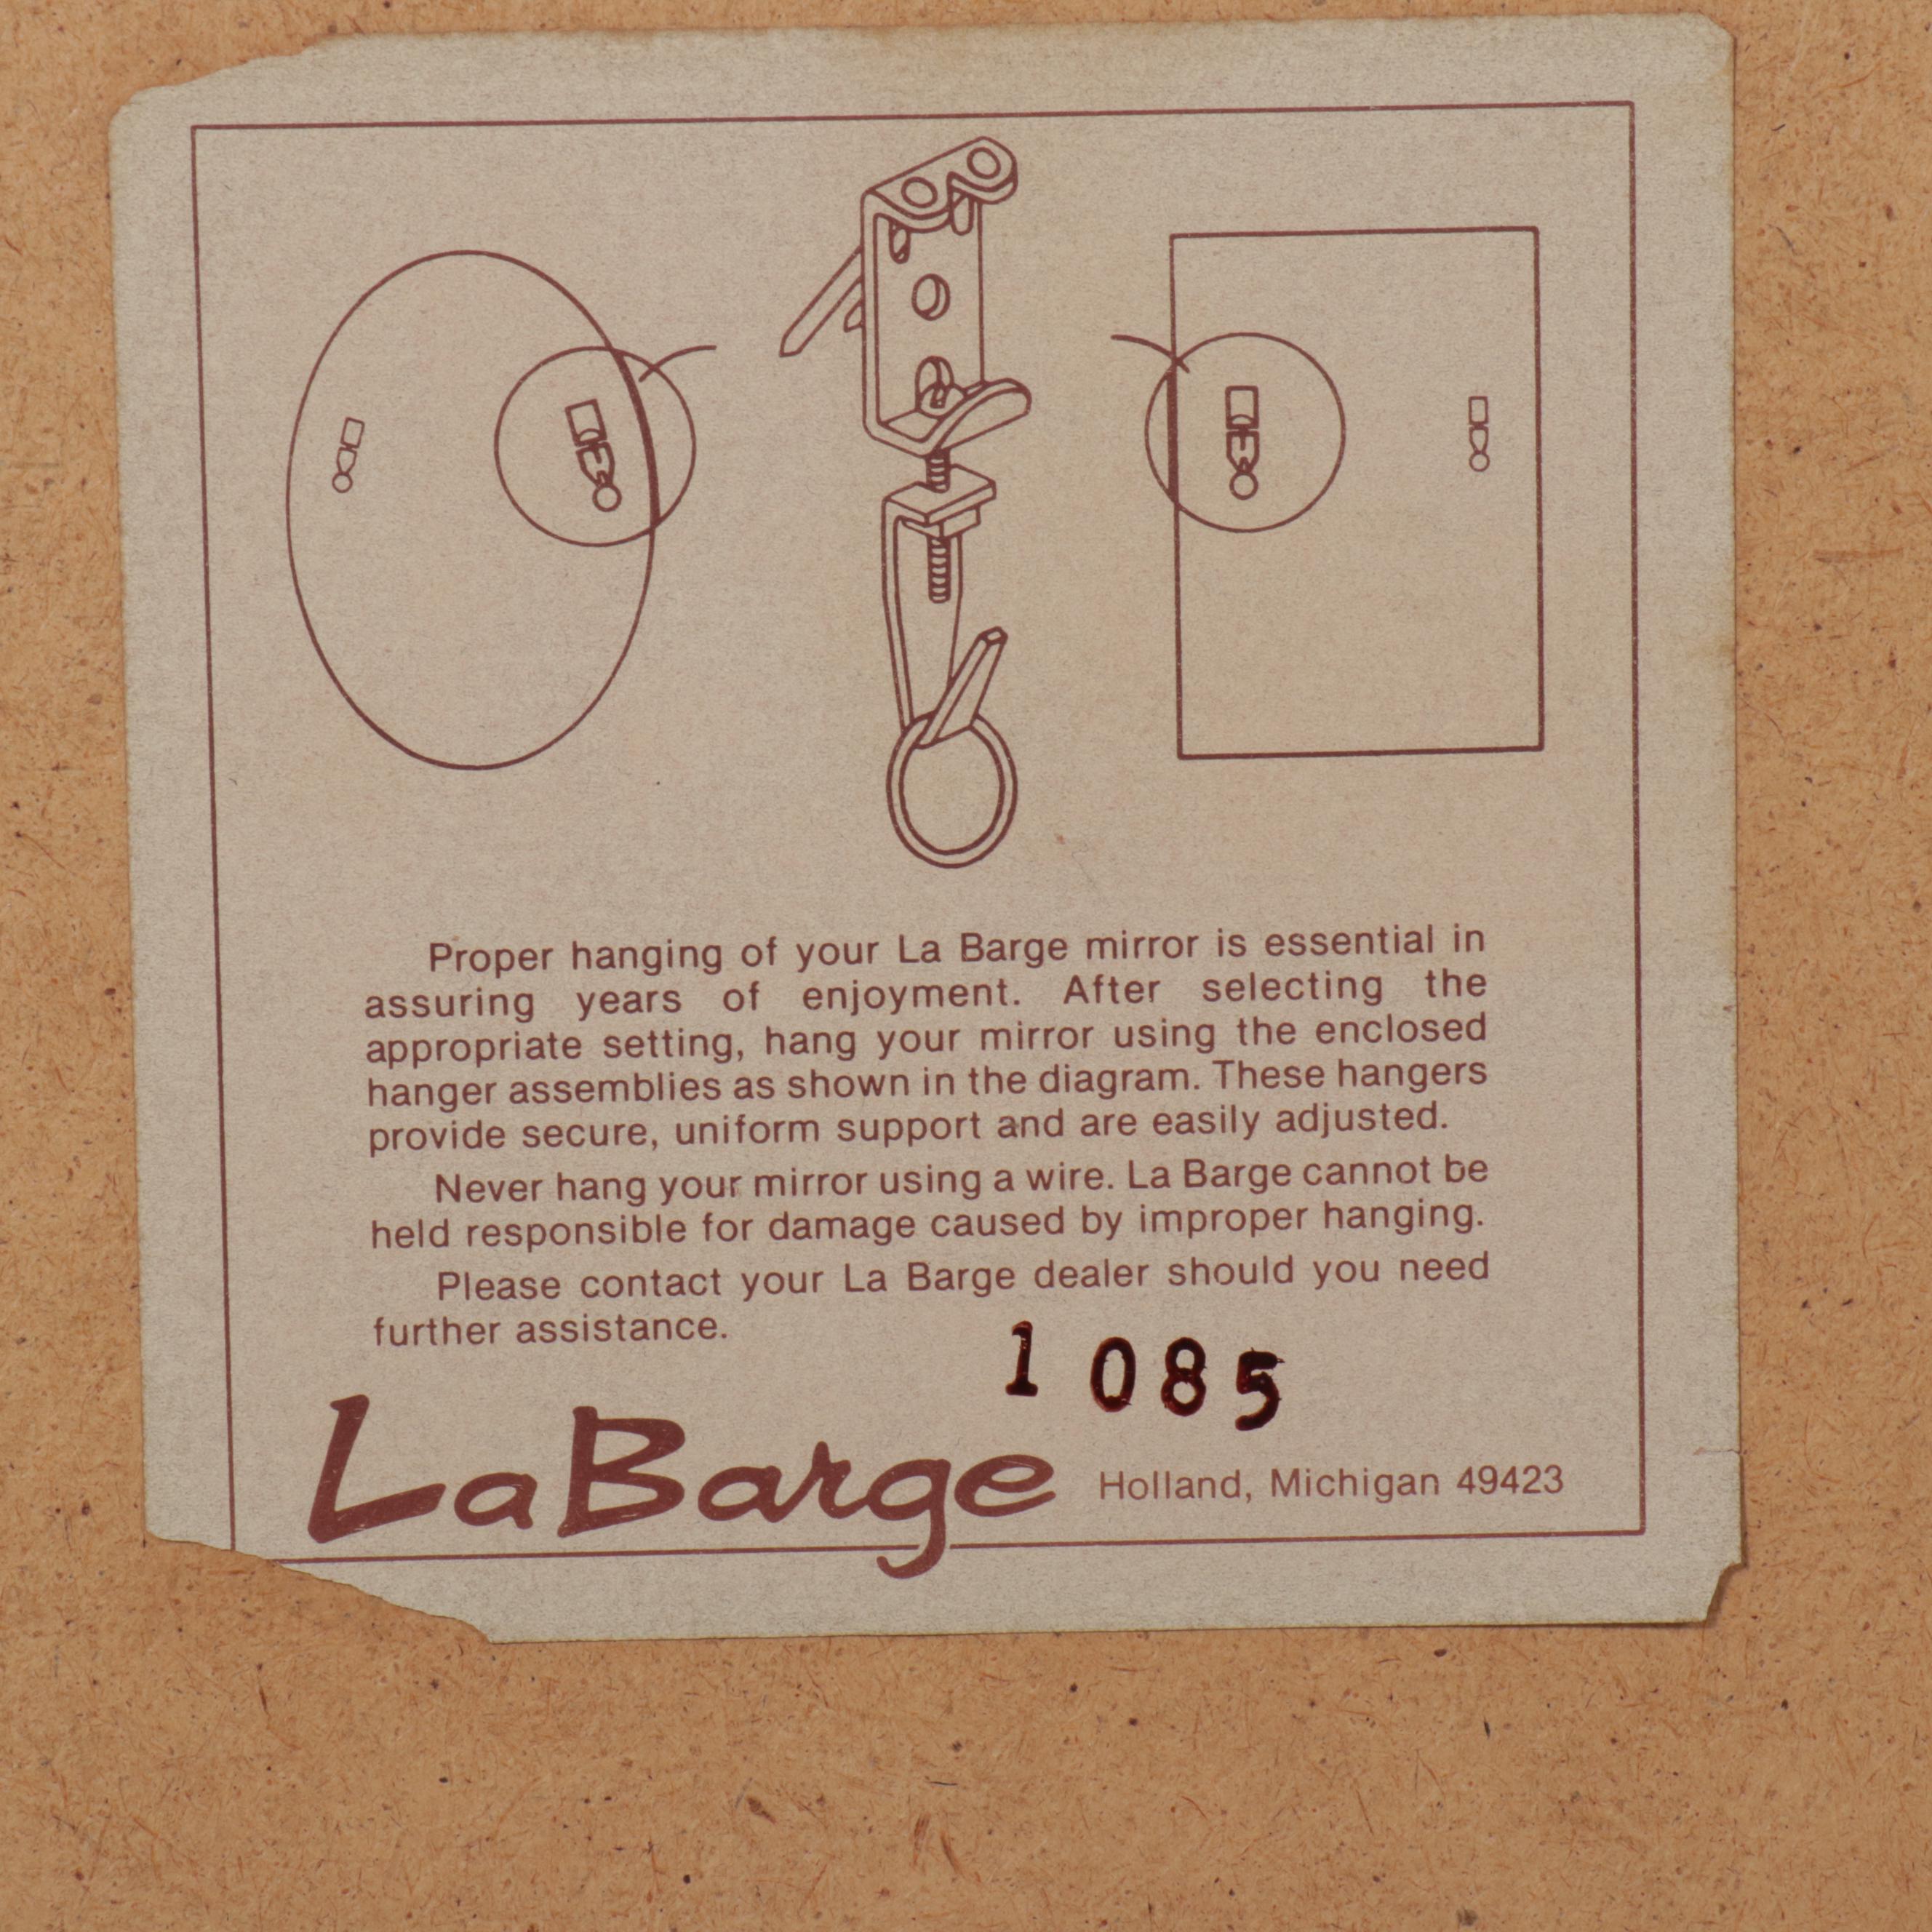 Proper hanging of your La Barge mirror is essential in
assuring years of enjoyment. After selecting the
appropriate setting, hang your mirror using the enclosed
hanger assemblies as shown in the diagram. These hangers
provide secure, uniform support and are easily adjusted.
Never hang your mirror using a wire. La Barge cannot be
held responsible for damage caused by improper hanging.
Please contact your La Barge dealer should you need
further assistance.
1 085
LaBarge Holland, Michigan 49423